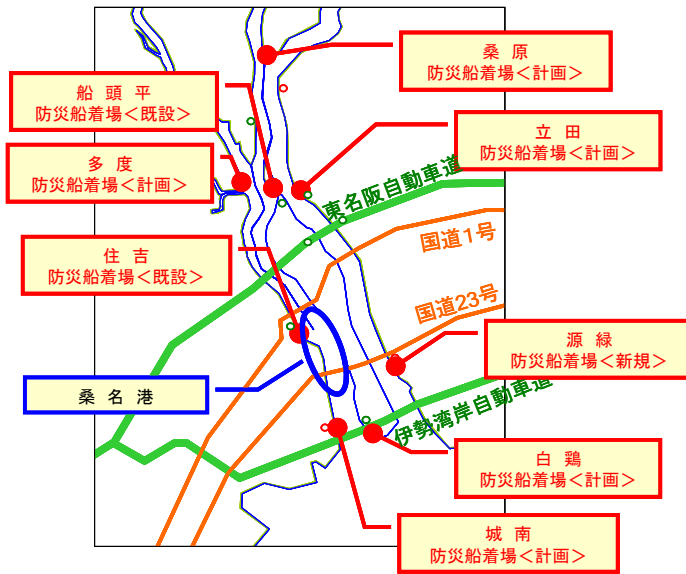 桑 原
防災船着場<計画>
船 頭 平
防災船着場<既設>
立 田
防災船着場<計画>
多 度
防災船着場<計画>
東名阪自動車道
国道1号
住 吉
防災船着場<既設>
国道23号
源 緑
防災船着場<新規>
桑 名 港
伊勢湾岸自動車道
白 鶏
防災船着場<計画>
城 南
防災船着場<計画>